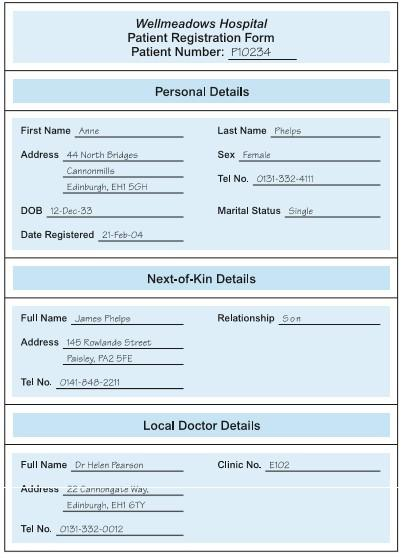 Wellmeadows Hospital
Patient Registration Form
Patient Number: P10234
Personal Details
First Name Anne
Last Name Phelps
Address 44 North Bridges
Sex Female
Cannonmills
Tel No. 0131-332-4111
Edinburgh, EH1 5GH
DOB 12-Dec-33
Marital Status Single
Date Registered 21-Feb-04
Next-of-Kin Details
Full Name James Phelps
Relationship Son
Address 145 Rowlands Street
Paisley, PA2 5FE
Tel No. 0141-848-2211
Local Doctor Details
Full Name Dr Helen Pearson
Clinic No. E102
Address 22 Cannongate Way,
Edinburgh, EH1 6TY
Tel No. 0131-332-0012